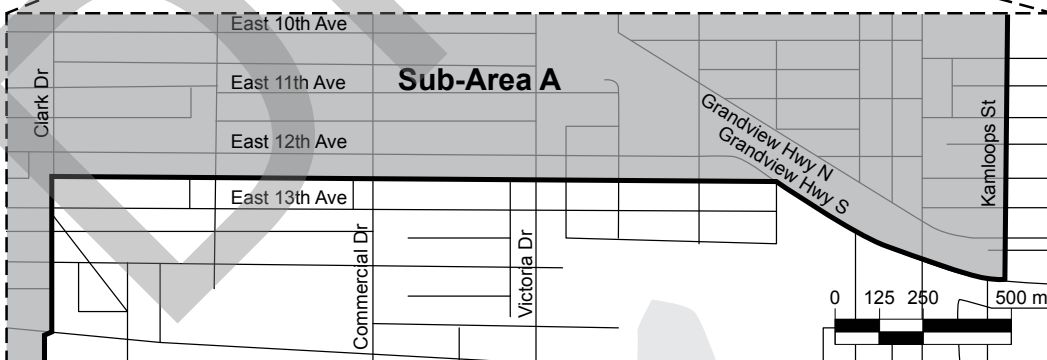 East 10th Ave
Sub-Area A
East 11th Ave
Clark Dr
Grandview Hwy N
Grandview Hwy S
Kamloops St
East 12th Ave
East 13th Ave
Commercial Dr
Victoria Dr
0 125 250 500 m